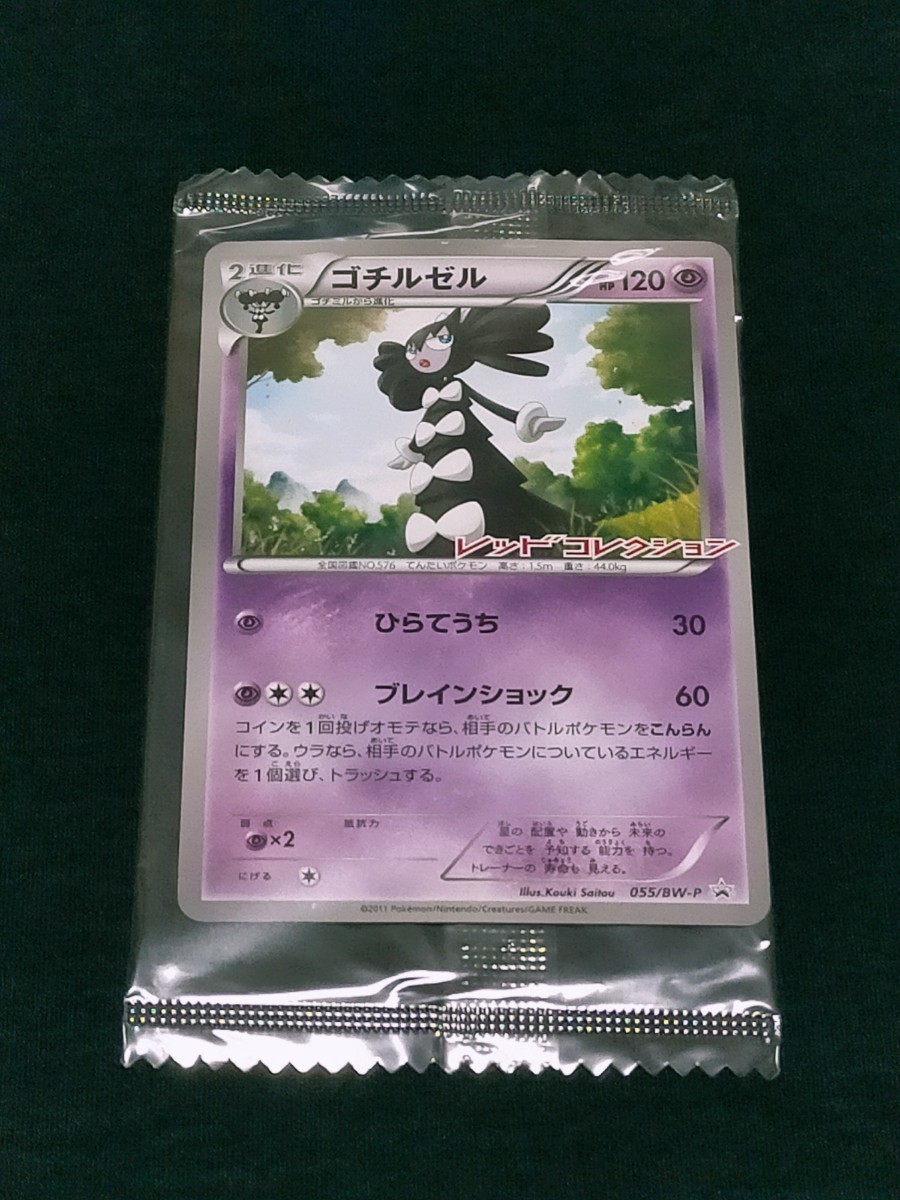 2進化 ゴチルゼル HP120
ゴチミルから進化
レッドコレクション
全国図鑑NO.576 てんたいポケモン 高さ：1.5m 重さ：44.0kg
ひらてうち 30
ブレインショック 60
コインを1回投げオモテなら、相手のバトルポケモンをこんらん
にする。ウラなら、相手のバトルポケモンについているエネルギー
を1個選び、トラッシュする。
弱点 抵抗力
×2
にげる
星の 配置や 動きから 未来の
できごとを 予知する 能力を 持つ。
トレーナーの 寿命も 見える。
Illus.Kouki Saitou 055/BW-P
©2011 Pokémon/Nintendo/Creatures/GAME FREAK.